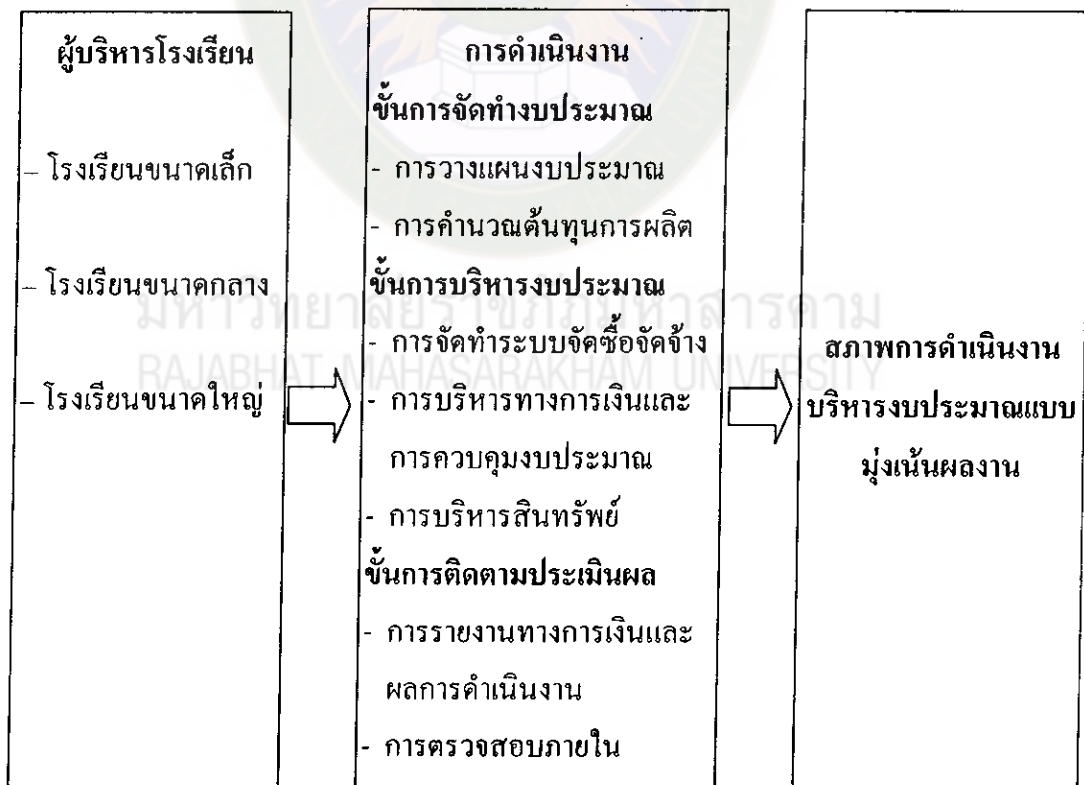 ผู้บริหารโรงเรียน
– โรงเรียนขนาดเล็ก
– โรงเรียนขนาดกลาง
– โรงเรียนขนาดใหญ่
การดำเนินงาน
ขั้นการจัดทำงบประมาณ
- การวางแผนงบประมาณ
- การคำนวณต้นทุนการผลิต
ขั้นการบริหารงบประมาณ
- การจัดทำระบบจัดซื้อจัดจ้าง
- การบริหารทางการเงินและ
การควบคุมงบประมาณ
- การบริหารสินทรัพย์
ขั้นการติดตามประเมินผล
- การรายงานทางการเงินและ
ผลการดำเนินงาน
- การตรวจสอบภายใน
สภาพการดำเนินงาน
บริหารงบประมาณแบบ
มุ่งเน้นผลงาน
มหาวิทยาลัยราชภัฏมหาสารคาม
RAJABHAT MAHASARAKHAM UNIVERSITY